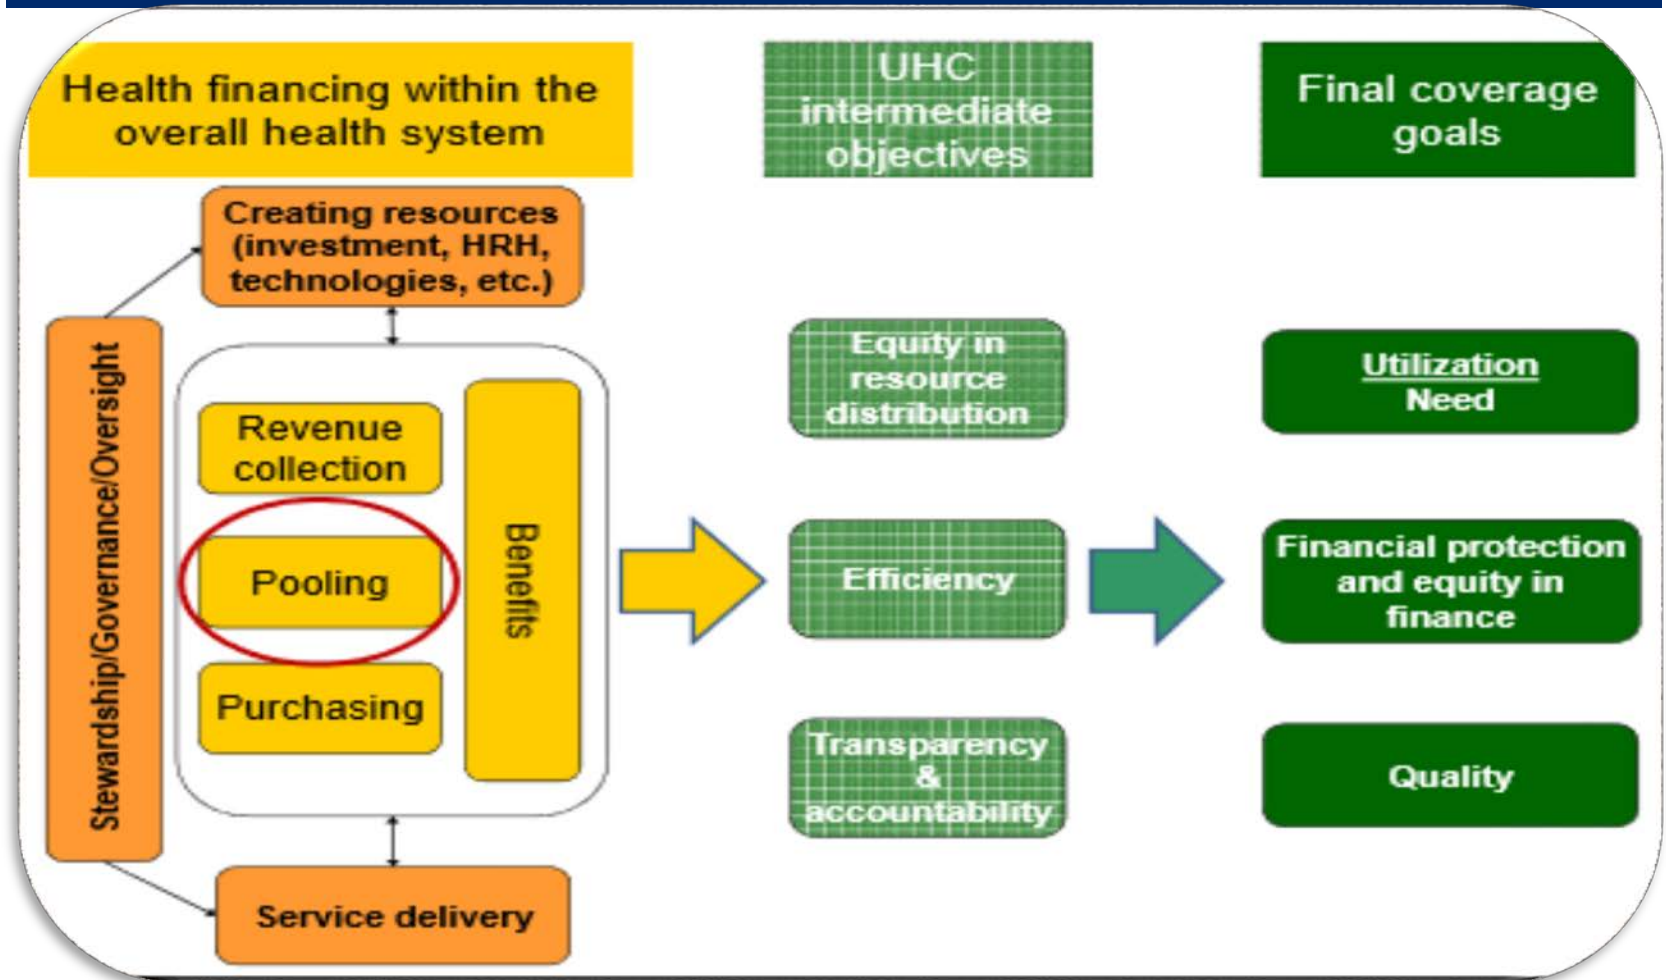 Health financing within the
overall health system
UHC
intermediate
objectives
Final coverage
goals
Creating resources
(investment, HRH,
technologies, etc.)
Stewardship/Governance/Oversight
Revenue
collection
Pooling
Purchasing
Benefits
Service delivery
Equity in
resource
distribution
Efficiency
Transparency
&
accountability
Utilization
Need
Financial protection
and equity in
finance
Quality